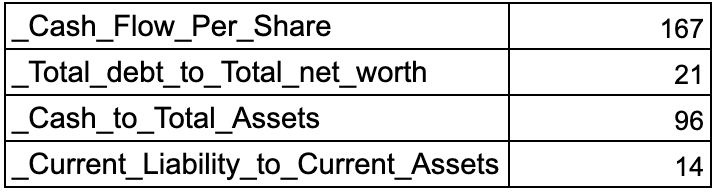 _Cash_Flow_Per_Share 167
_Total_debt_to_Total_net_worth 21
_Cash_to_Total_Assets 96
_Current_Liability_to_Current_Assets 14